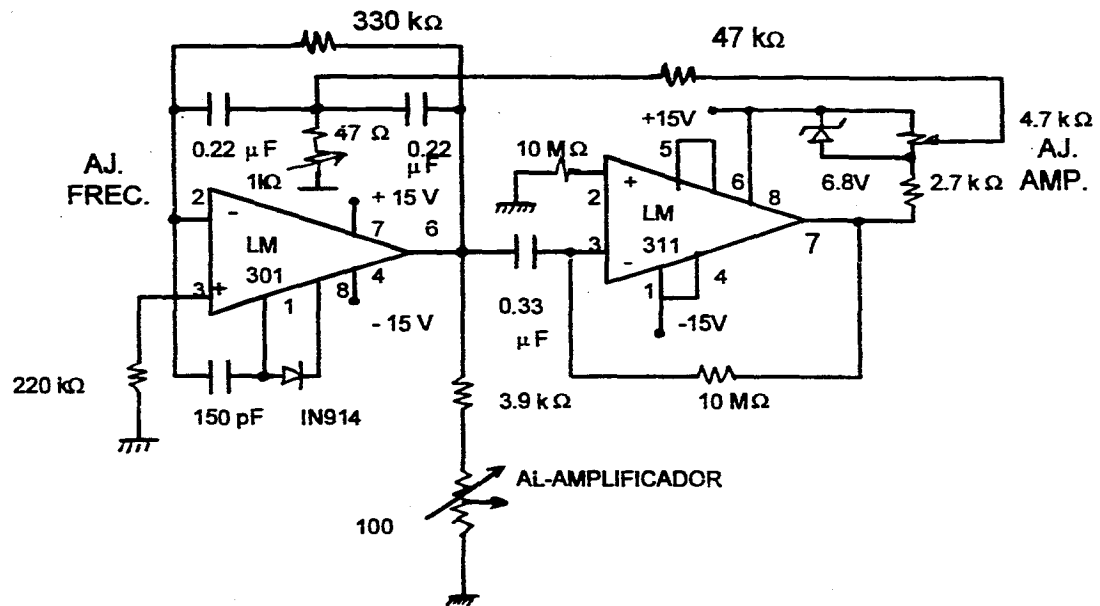 330 kΩ
47 kΩ
0.22 μF
47 Ω
0.22 μF
1kΩ
AJ.
FREC.
+15V
10 MΩ
5
6
8
6.8V
4.7 kΩ
AJ.
AMP.
2.7 kΩ
2
-
+ 15 V
7
6
LM
301
3
+
1
8
4
- 15 V
2
+
LM
311
3
-
7
1
4
-15V
0.33
μF
220 kΩ
150 pF
IN914
3.9 kΩ
10 MΩ
AL-AMPLIFICADOR
100